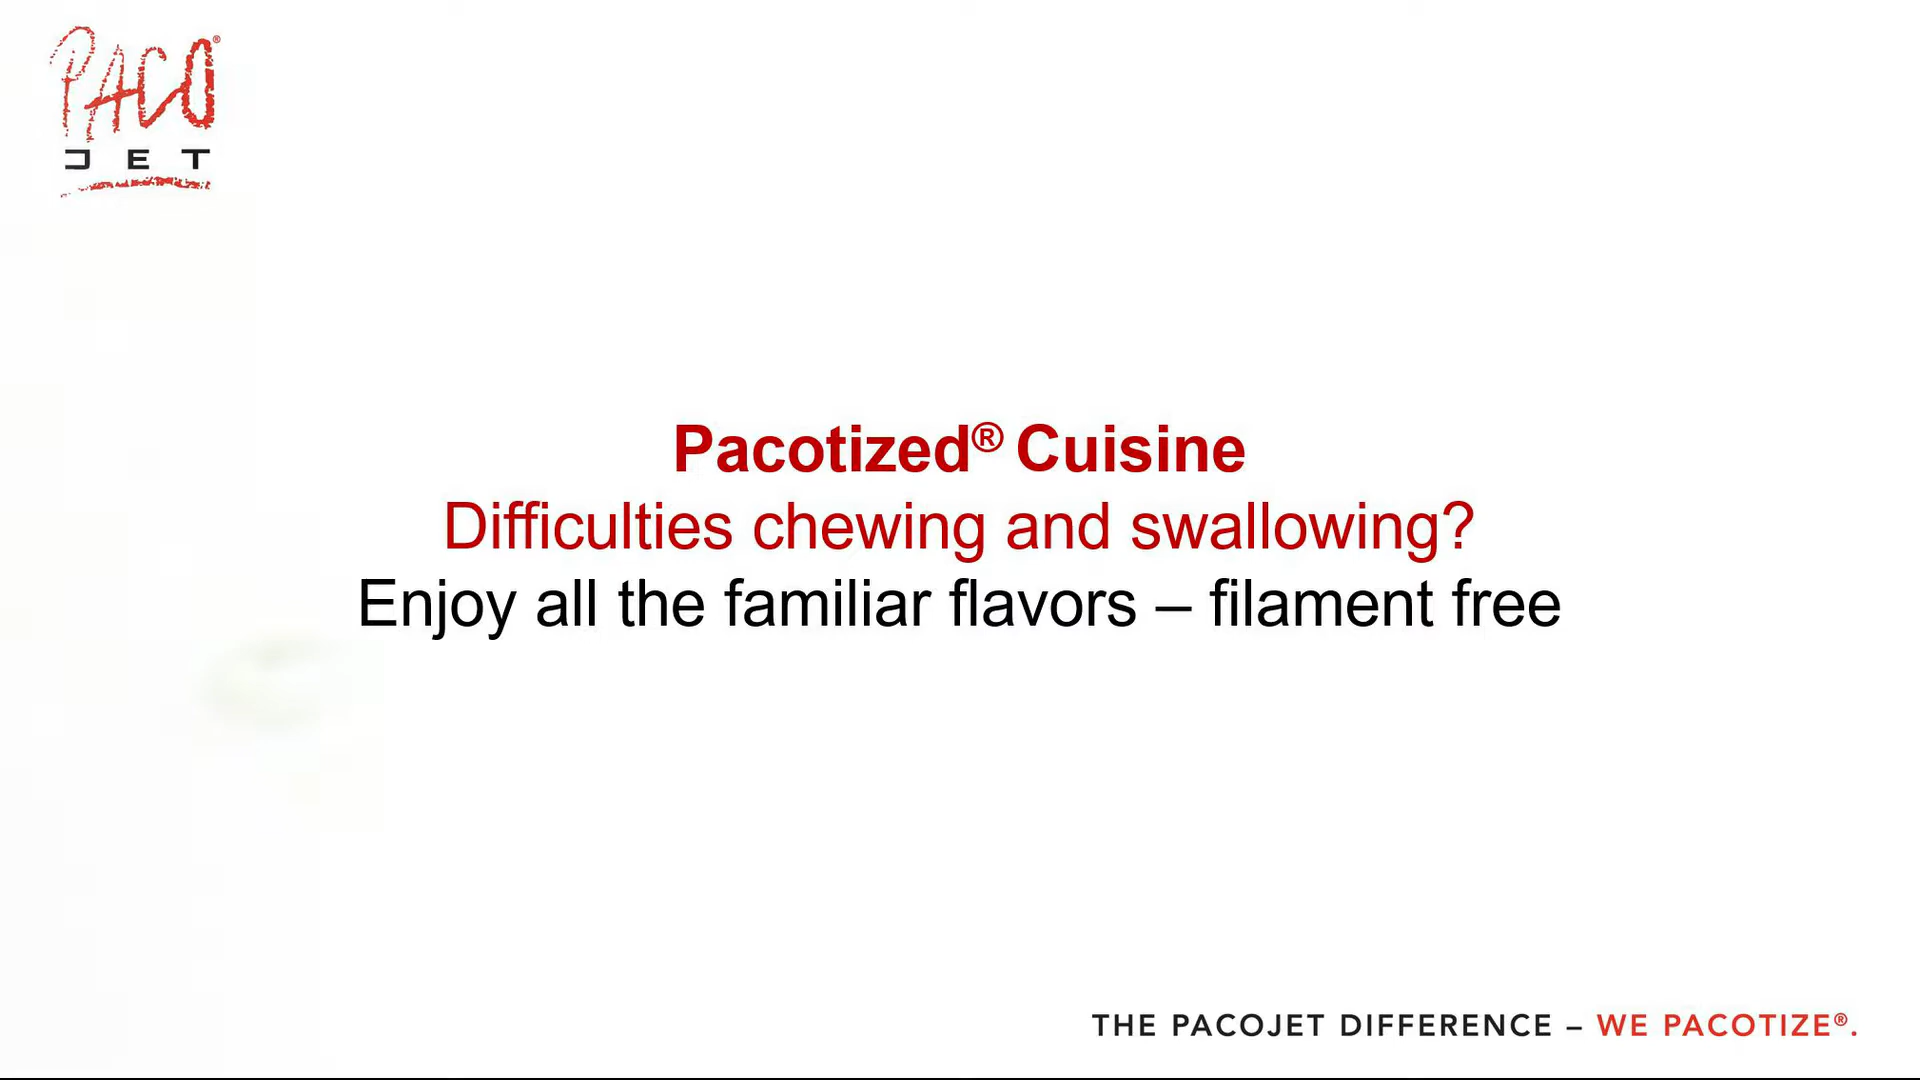 PACO®
JET
Pacotized® Cuisine
Difficulties chewing and swallowing?
Enjoy all the familiar flavors – filament free
THE PACOJET DIFFERENCE – WE PACOTIZE®.